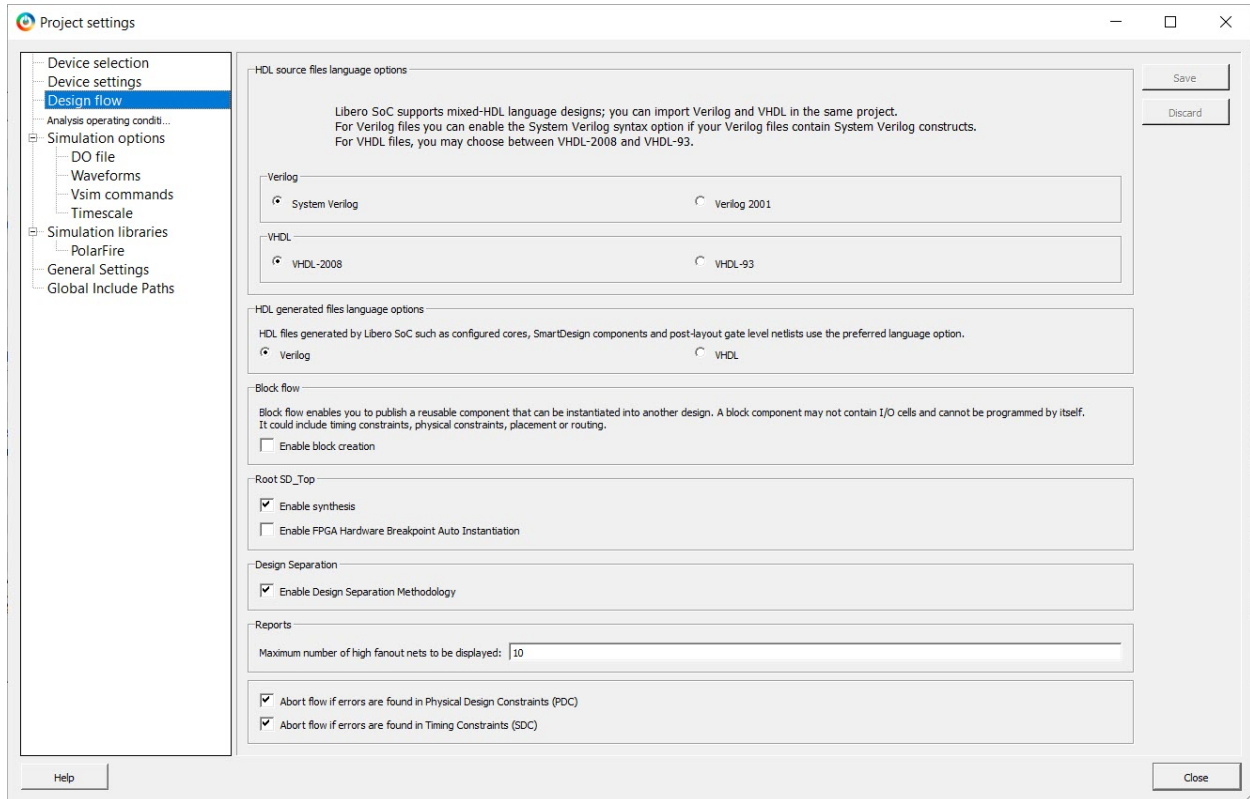 Project settings
Device selection
Device settings
Design flow
Analysis operating conditi...
Simulation options
DO file
Waveforms
Vsim commands
Timescale
Simulation libraries
PolarFire
General Settings
Global Include Paths
HDL source files language options
Libero SoC supports mixed-HDL language designs; you can import Verilog and VHDL in the same project.
For Verilog files you can enable the System Verilog syntax option if your Verilog files contain System Verilog constructs.
For VHDL files, you may choose between VHDL-2008 and VHDL-93.
Verilog
System Verilog Verilog 2001
VHDL
VHDL-2008 VHDL-93
HDL generated files language options
HDL files generated by Libero SoC such as configured cores, SmartDesign components and post-layout gate level netlists use the preferred language option.
Verilog VHDL
Block flow
Block flow enables you to publish a reusable component that can be instantiated into another design. A block component may not contain I/O cells and cannot be programmed by itself.
It could include timing constraints, physical constraints, placement or routing.
Enable block creation
Root SD_Top
Enable synthesis
Enable FPGA Hardware Breakpoint Auto Instantiation
Design Separation
Enable Design Separation Methodology
Reports
Maximum number of high fanout nets to be displayed: 10
Abort flow if errors are found in Physical Design Constraints (PDC)
Abort flow if errors are found in Timing Constraints (SDC)
Save
Discard
Help
Close